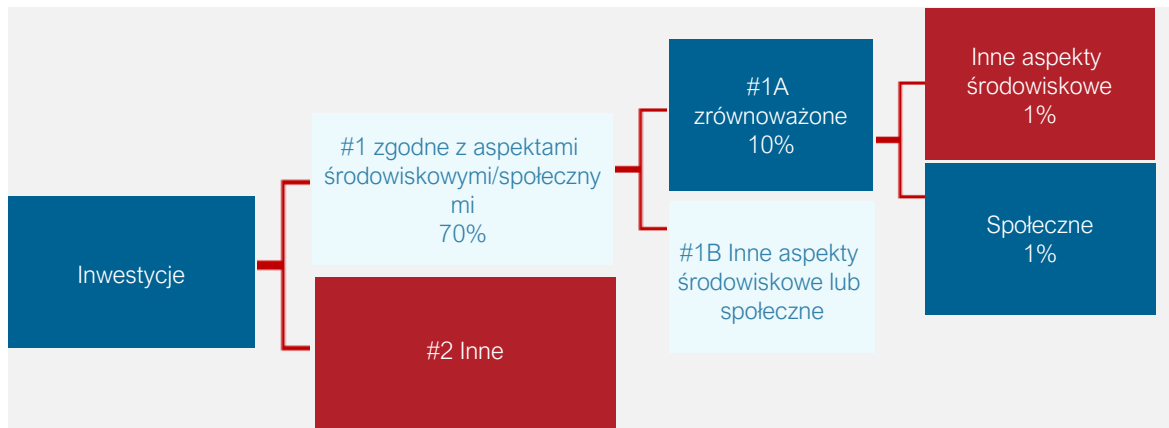 Inwestycje
#1 zgodne z aspektami
środowiskowymi/społeczny
mi
70%
#2 Inne
#1A
zrównoważone
10%
#1B Inne aspekty
środowiskowe lub
społeczne
Inne aspekty
środowiskowe
1%
Społeczne
1%